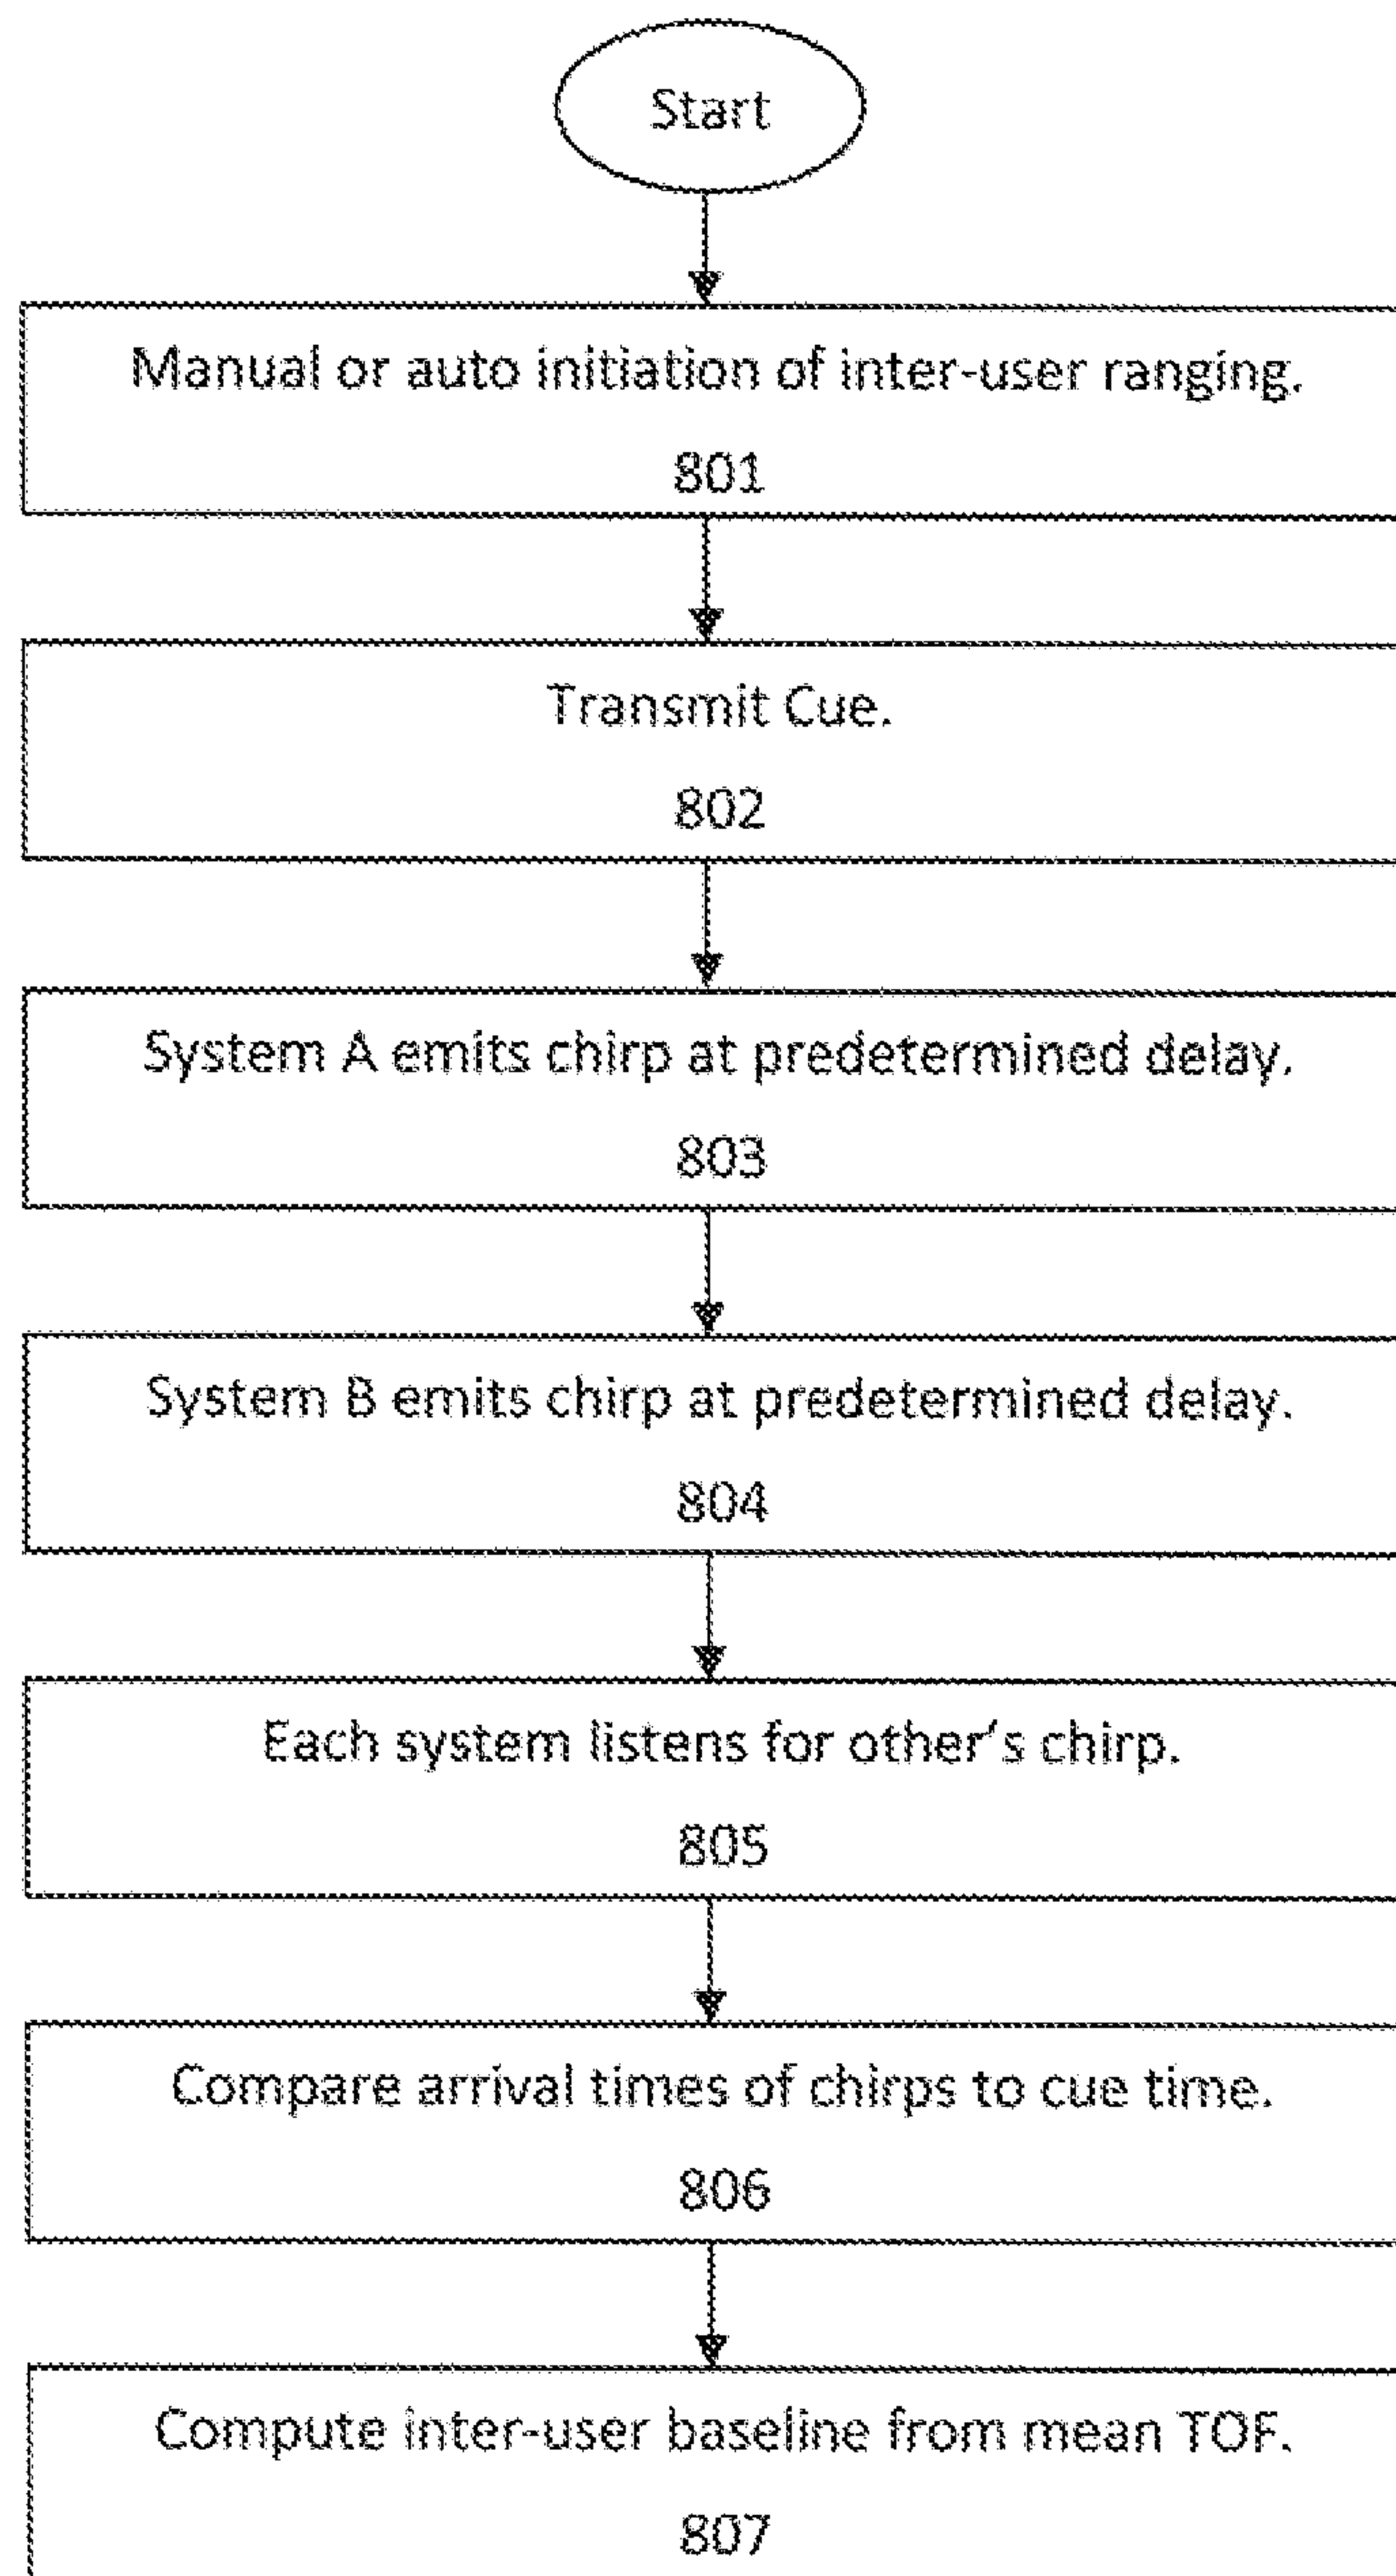 Start
Manual or auto initiation of inter-user ranging.
801
Transmit Cue.
802
System A emits chirp at predetermined delay.
803
System B emits chirp at predetermined delay.
804
Each system listens for other's chirp.
805
Compare arrival times of chirps to cue time.
806
Compute inter-user baseline from mean TOF.
807